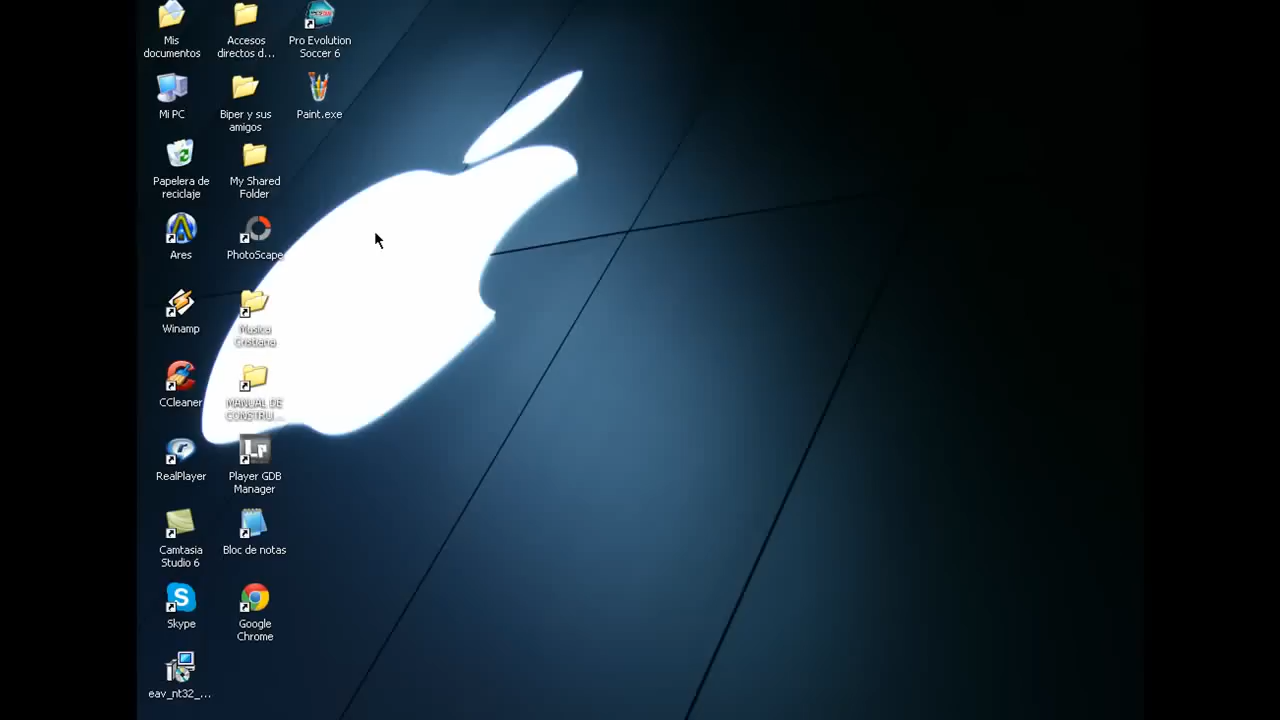 Mis
documentos
Accesos
directos d...
Pro Evolution
Soccer 6
Mi PC
Biper y sus
amigos
Paint.exe
Papelera de
reciclaje
My Shared
Folder
Ares
PhotoScape
Winamp
Musica
Cristiana
CCleaner
MANUAL DE
CONSTRU...
RealPlayer
Player GDB
Manager
Camtasia
Studio 6
Bloc de notas
Skype
Google
Chrome
eav_nt32_...